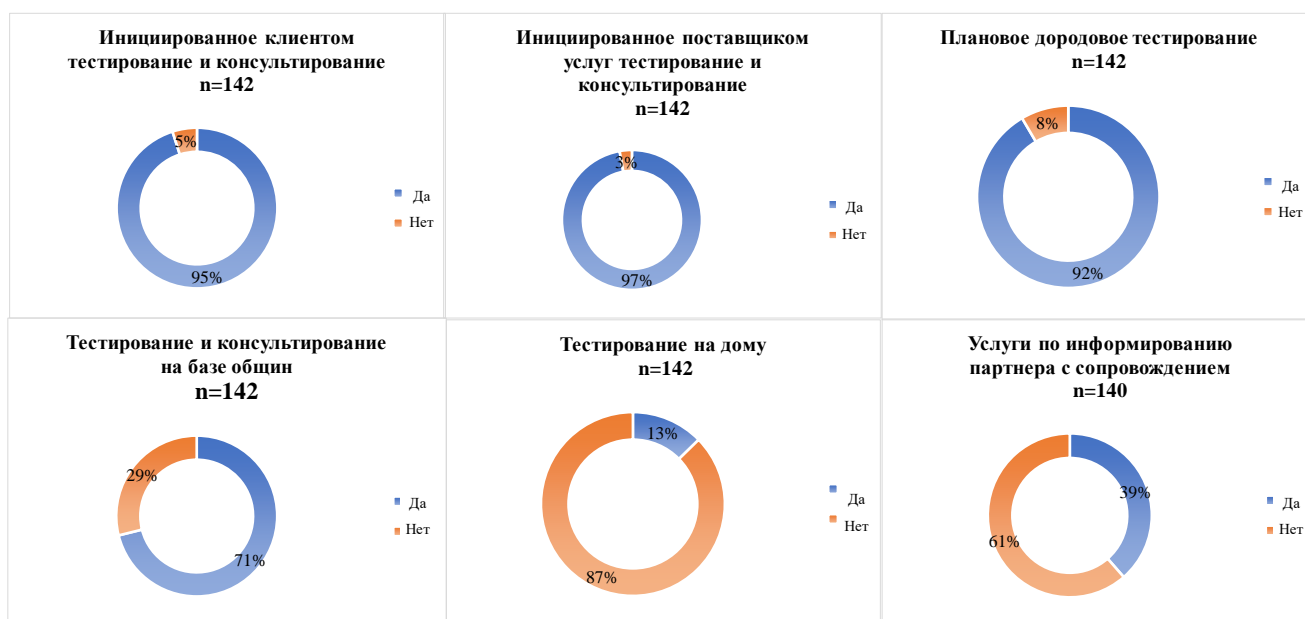 Инициированное клиентом
тестирование и консультирование
n=142
5%
95%
Да
Нет
Инициированное поставщиком
услуг тестирование и
консультирование
n=142
3%
97%
Да
Нет
Плановое дородовое тестирование
n=142
8%
92%
Да
Нет
Тестирование и консультирование
на базе общин
n=142
29%
71%
Да
Нет
Тестирование на дому
n=142
13%
87%
Да
Нет
Услуги по информированию
партнера с сопровождением
n=140
39%
61%
Да
Нет